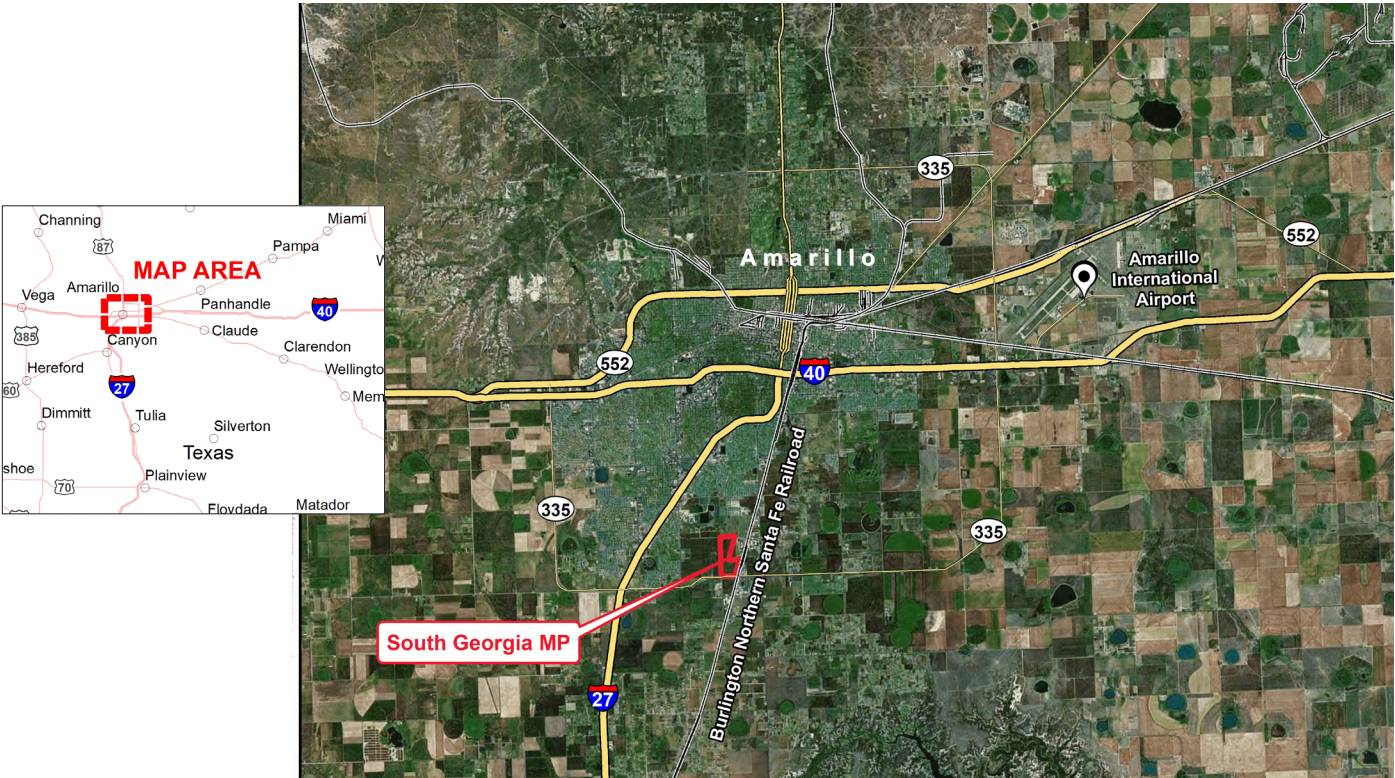 Channing
Miami
87
Pampa
MAP AREA
Vega
Amarillo
Panhandle
40
385
Claude
Canyon
Clarendon
Hereford
Wellingto
27
60
Mem
Dimmitt
Tulia
Silverton
Texas
shoe
Plainview
70
Floydada
Matador
335
552
Amarillo
Amarillo
International
Airport
552
40
335
335
Burlington Northern Santa Fe Railroad
South Georgia MP
27